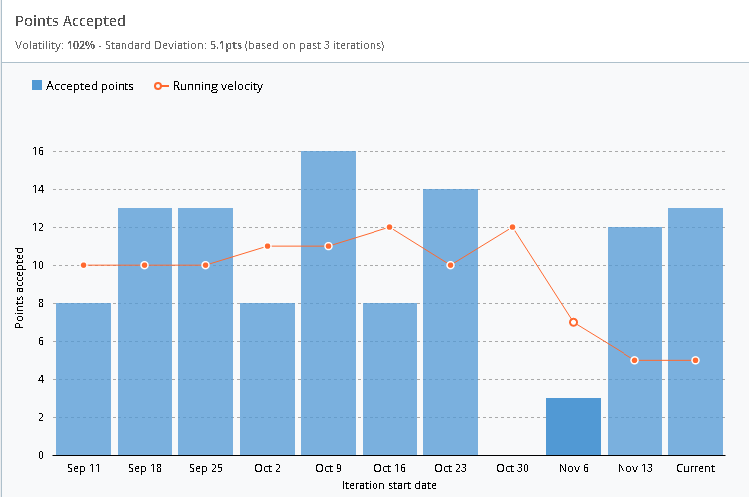 Points Accepted
Volatility: 102% - Standard Deviation: 5.1pts (based on past 3 iterations)
Accepted points Running velocity
16
14
12
10
8
6
4
2
0
Points accepted
Sep 11 Sep 18 Sep 25 Oct 2 Oct 9 Oct 16 Oct 23 Oct 30 Nov 6 Nov 13 Current
Iteration start date